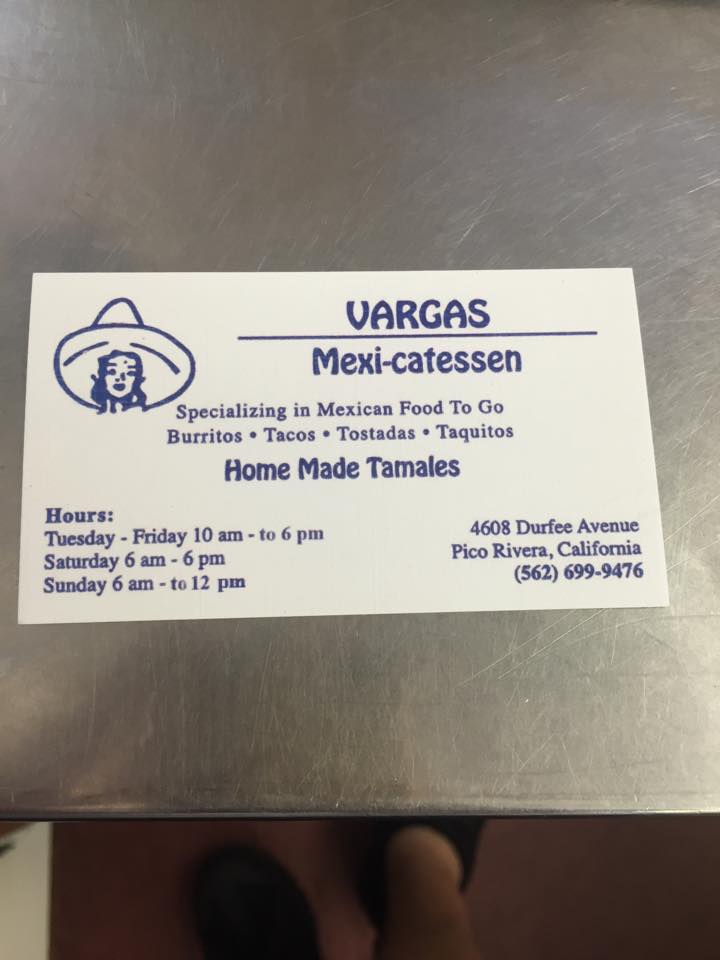 VARGAS
Mexi-catessen
Specializing in Mexican Food To Go
Burritos • Tacos • Tostadas • Taquitos
Home Made Tamales
Hours:
Tuesday - Friday 10 am - to 6 pm
Saturday 6 am - 6 pm
Sunday 6 am - to 12 pm
4608 Durfee Avenue
Pico Rivera, California
(562) 699-9476